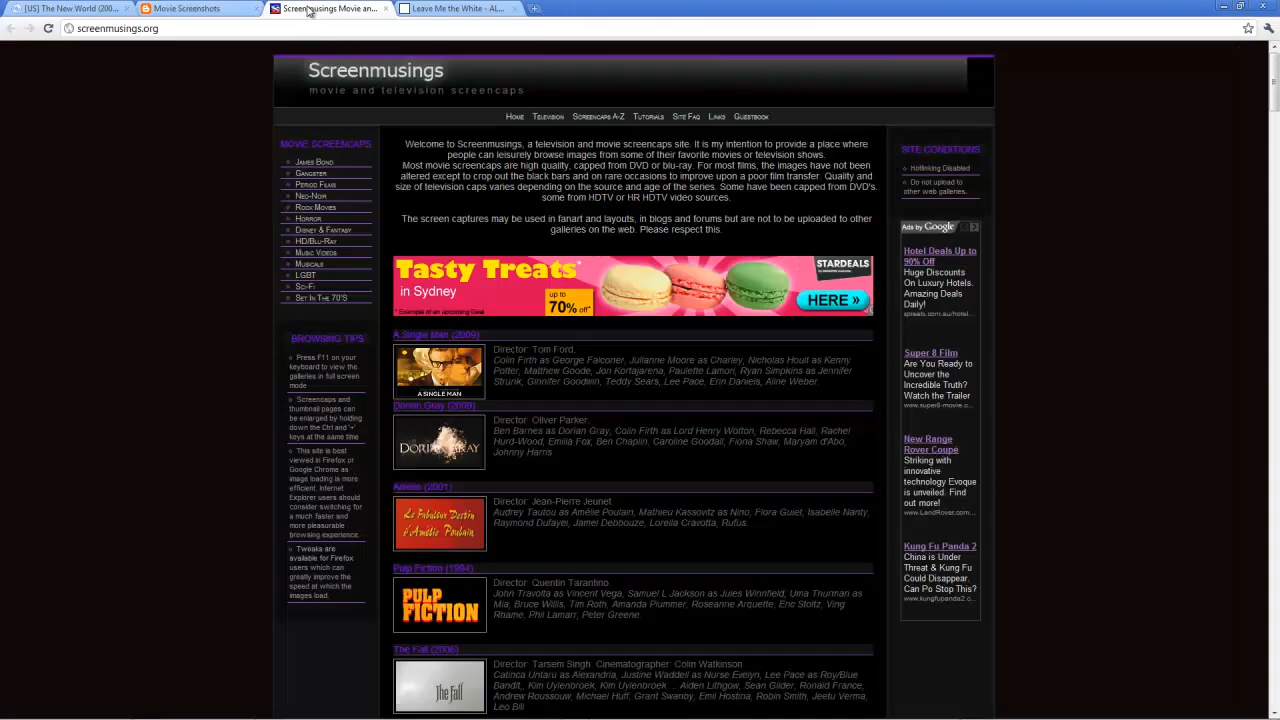 [US] The New World (200...
Movie Screenshots
Screenmusings Movie an...
Leave Me the White - AL...
screenmusings.org
Screenmusings
movie and television screencaps
Home Television Screencaps A-Z Tutorials Site Faq Links Guestbook
Movie Screencaps
James Bond
Gangster
Period Films
Neo-Noir
Rock Movies
Horror
Disney & Fantasy
HD/Blu-Ray
Music Videos
Musicals
LGBT
Sci-Fi
Set In The 70's
Browsing Tips
Press F11 on your
keyboard to view the
galleries in full screen
mode
Screencaps and
thumbnail pages can
be enlarged by holding
down the Ctrl and '+'
keys at the same time
This site is best
viewed in Firefox or
Google Chrome as
image loading is more
efficient. Internet
Explorer users should
consider switching for
a much faster and
more pleasurable
browsing experience.
Tweaks are
available for Firefox
users which can
greatly improve the
speed at which the
images load.
Welcome to Screenmusings, a television and movie screencaps site. It is my intention to provide a place where
people can leisurely browse images from some of their favorite movies or television shows.
Most movie screencaps are high quality, capped from DVD or blu-ray. For most films, the images have not been
altered except to crop out the black bars and on rare occasions to improve upon a poor film transfer. Quality and
size of television caps varies depending on the source and age of the series. Some have been capped from DVD's.
some from HDTV or HR HDTV video sources.
The screen captures may be used in fanart and layouts, in blogs and forums but are not to be uploaded to other
galleries on the web. Please respect this.
Tasty Treats*
in Sydney
up to
70% off*
* Example of an upcoming Deal
STARDEALS
HERE »
A Single Man (2009)
A SINGLE MAN
Director: Tom Ford.
Colin Firth as George Falconer, Julianne Moore as Charley, Nicholas Hoult as Kenny
Potter, Matthew Goode, Jon Kortajarena, Paulette Lamori, Ryan Simpkins as Jennifer
Strunk, Ginnifer Goodwin, Teddy Sears, Lee Pace, Erin Daniels, Aline Weber.
Dorian Gray (2009)
DORIAN GRAY
Director: Oliver Parker.
Ben Barnes as Dorian Gray, Colin Firth as Lord Henry Wotton, Rebecca Hall, Rachel
Hurd-Wood, Emilia Fox, Ben Chaplin, Caroline Goodall, Fiona Shaw, Maryam d'Abo,
Johnny Harris
Amélie (2001)
Le Fabuleux Destin
d'Amélie Poulain
Director: Jean-Pierre Jeunet.
Audrey Tautou as Amélie Poulain, Mathieu Kassovitz as Nino, Flora Guiet, Isabelle Nanty,
Raymond Dufayel, Jamel Debbouze, Lorella Cravotta, Rufus.
Pulp Fiction (1994)
PULP
FICTION
Director: Quentin Tarantino
John Travolta as Vincent Vega, Samuel L Jackson as Jules Winnfield, Uma Thurman as
Mia, Bruce Willis, Tim Roth, Amanda Plummer, Roseanne Arquette, Eric Stoltz, Ving
Rhame, Phil Lamarr, Peter Greene.
The Fall (2006)
the Fall
Director: Tarsem Singh. Cinematographer: Colin Watkinson
Catinca Untaru as Alexandria, Justine Waddell as Nurse Evelyn, Lee Pace as Roy/Blue
Bandit,, Kim Uylenbroek, Kim Uylenbroek ... Aiden Lithgow, Sean Gilder, Ronald France,
Andrew Roussouw, Michael Huff, Grant Swanby, Emil Hostina, Robin Smith, Jeetu Verma,
Leo Bill
Site Conditions
Hotlinking Disabled
Do not upload to
other web galleries.
Ads by Google
Hotel Deals Up to
90% Off
Huge Discounts
On Luxury Hotels.
Amazing Deals
Daily!
spreets.com.au/hotel...
Super 8 Film
Are You Ready to
Uncover the
Incredible Truth?
Watch the Trailer
www.super8-movie.c...
New Range
Rover Coupé
Striking with
innovative
technology Evoque
is unveiled. Find
out more!
www.LandRover.com...
Kung Fu Panda 2
China is Under
Threat & Kung Fu
Could Disappear.
Can Po Stop This?
www.kungfupanda2.c...